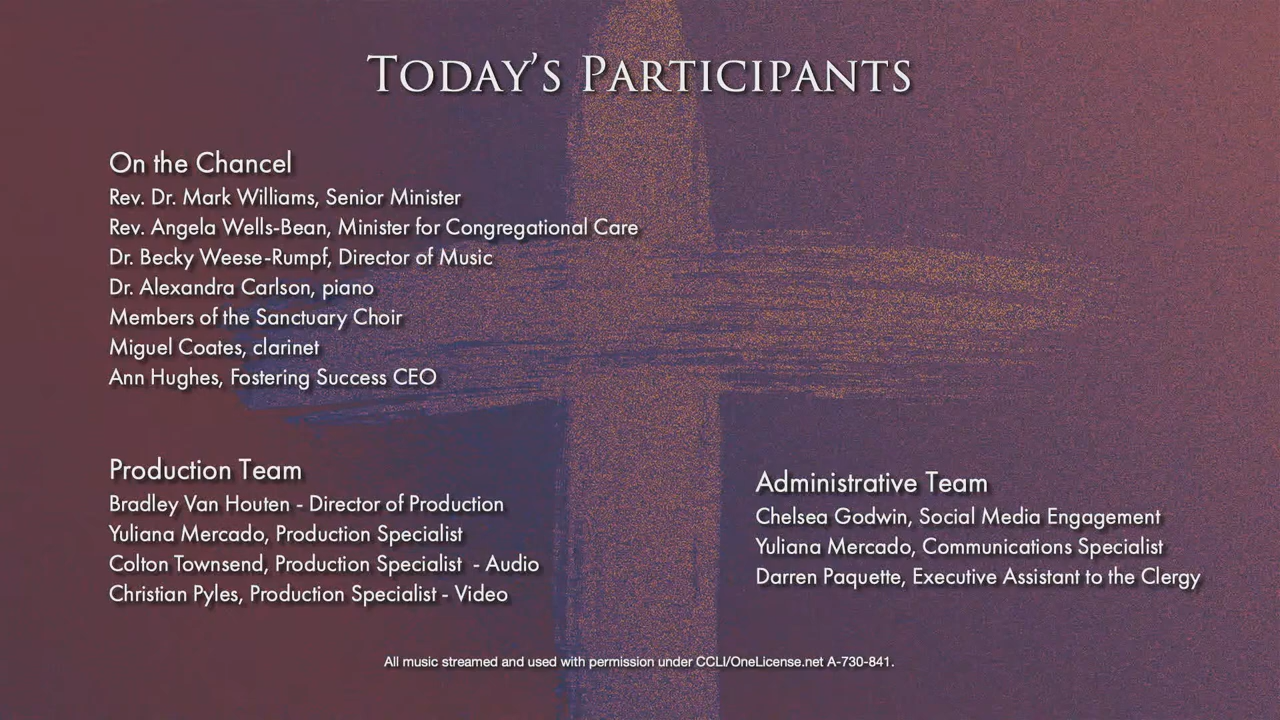 Today's Participants
On the Chancel
Rev. Dr. Mark Williams, Senior Minister
Rev. Angela Wells-Bean, Minister for Congregational Care
Dr. Becky Weese-Rumpf, Director of Music
Dr. Alexandra Carlson, piano
Members of the Sanctuary Choir
Miguel Coates, clarinet
Ann Hughes, Fostering Success CEO
Production Team
Bradley Van Houten - Director of Production
Yuliana Mercado, Production Specialist
Colton Townsend, Production Specialist  - Audio
Christian Pyles, Production Specialist - Video
Administrative Team
Chelsea Godwin, Social Media Engagement
Yuliana Mercado, Communications Specialist
Darren Paquette, Executive Assistant to the Clergy
All music streamed and used with permission under CCLI/OneLicense.net A-730-841.